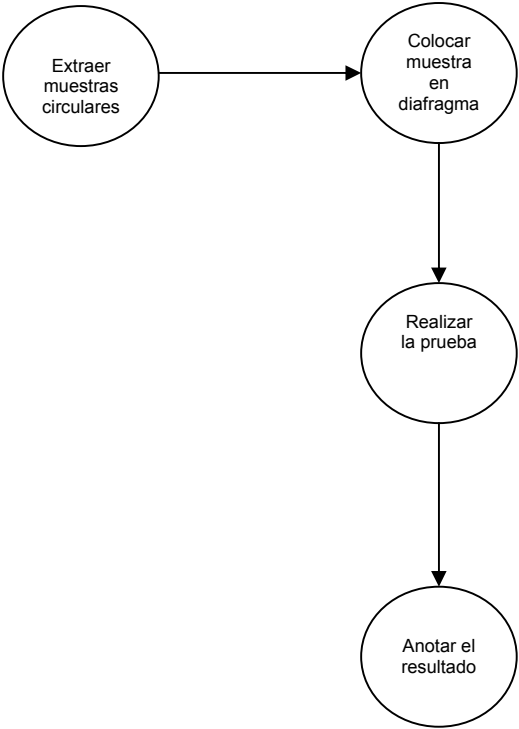 Extraer
muestras
circulares
Colocar
muestra
en
diafragma
Realizar
la prueba
Anotar el
resultado